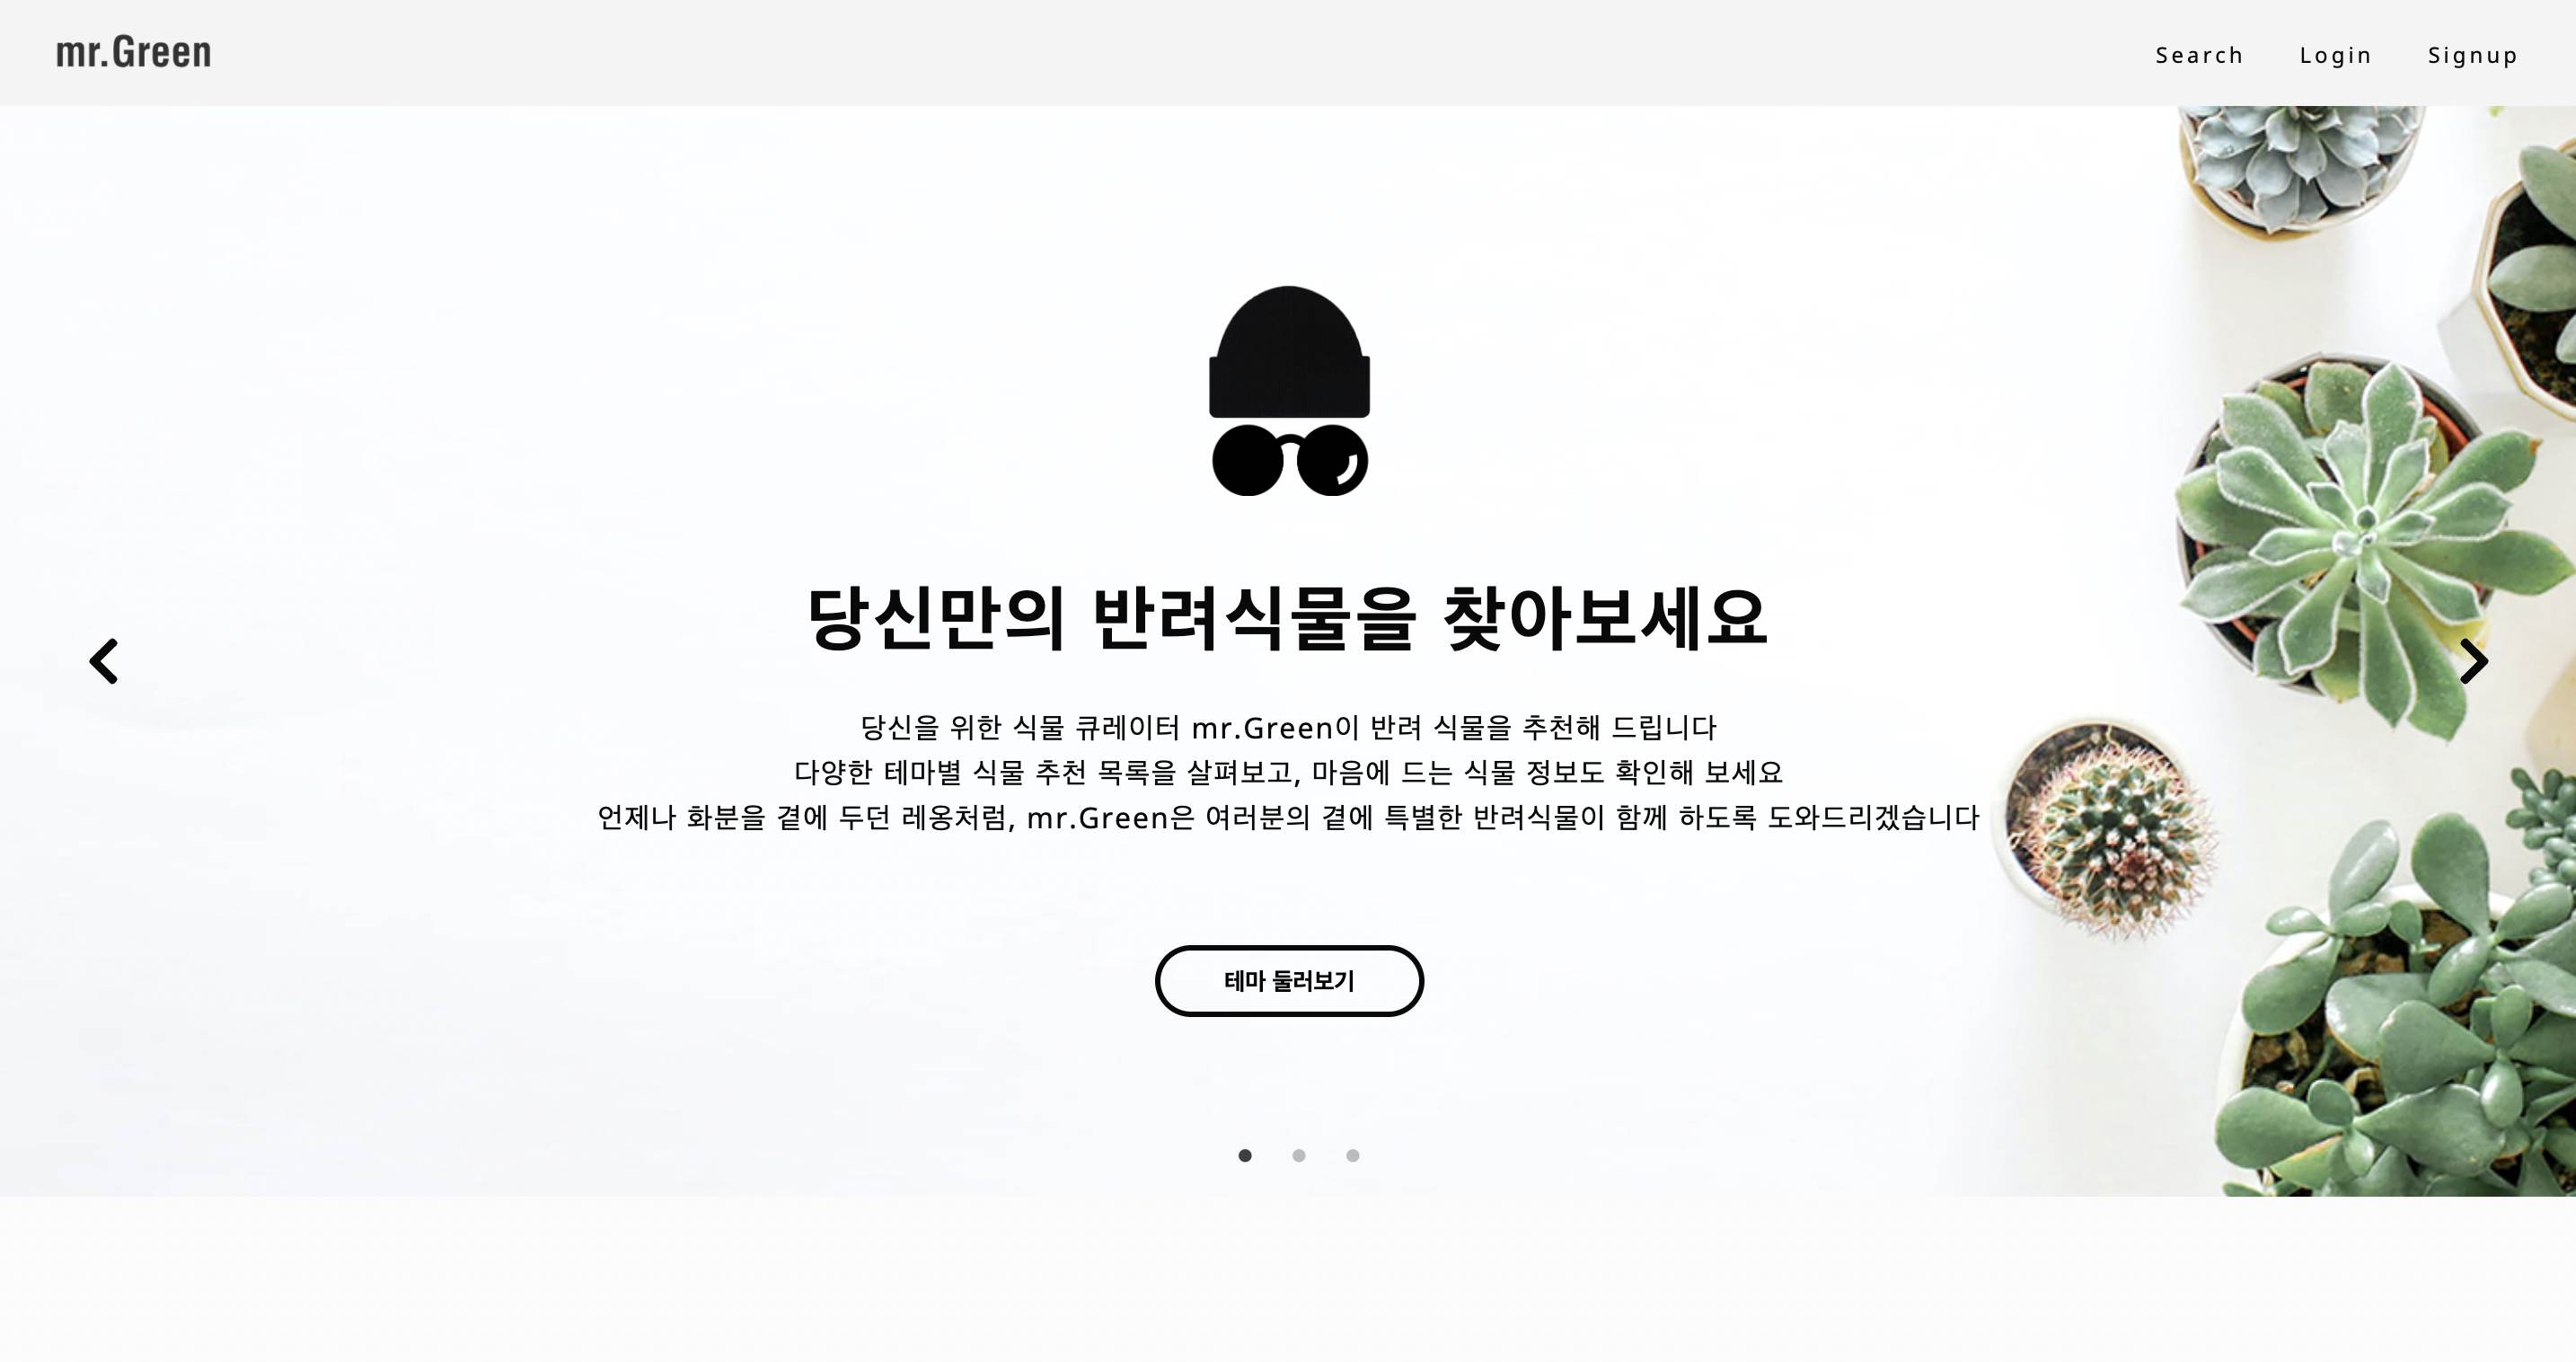 mr.Green
Search
Login
Signup
당신만의 반려식물을 찾아보세요
당신을 위한 식물 큐레이터 mr.Green이 반려 식물을 추천해 드립니다
다양한 테마별 식물 추천 목록을 살펴보고, 마음에 드는 식물 정보도 확인해 보세요
언제나 화분을 곁에 두던 레옹처럼, mr.Green은 여러분의 곁에 특별한 반려식물이 함께 하도록 도와드리겠습니다
테마 둘러보기